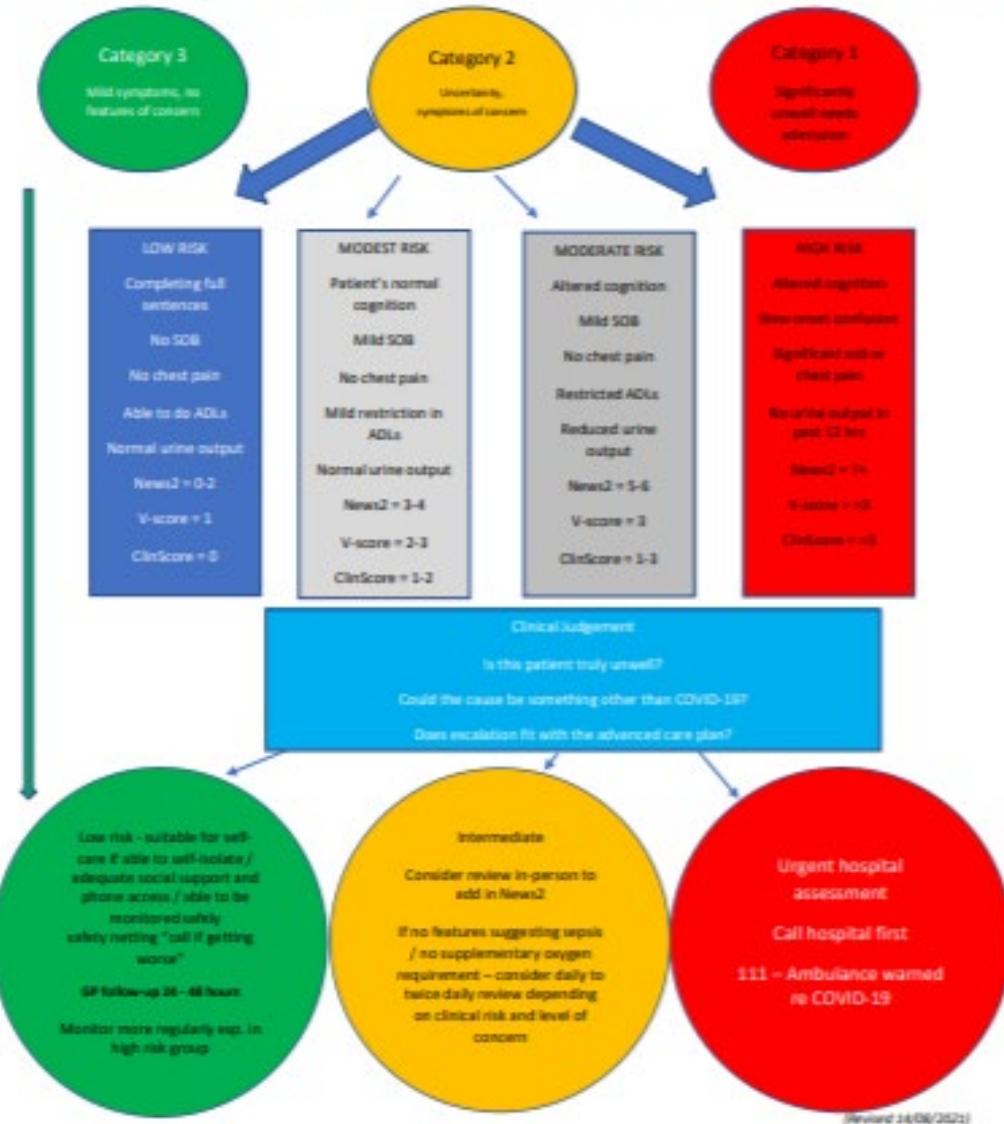 Category 3
Mild symptoms, no
features of concern
Category 2
Uncertainty,
symptoms of concern
Category 1
Significantly
unwell needs
admission
LOW RISK
Completing full
sentences
No SOB
No chest pain
Able to do ADLs
Normal urine output
News2 = 0-2
V-score = 1
ClinScore = 0
MODEST RISK
Patient's normal
cognition
Mild SOB
No chest pain
Mild restriction in
ADLs
Normal urine output
News2 = 3-4
V-score = 2-3
ClinScore = 1-2
MODERATE RISK
Altered cognition
Mild SOB
No chest pain
Restricted ADLs
Reduced urine
output
News2 = 5-6
V-score = 3
ClinScore = 1-3
HIGH RISK
Altered cognition
New onset confusion
Significant sob or
chest pain
No urine output in
past 12 hrs
News2 = 7+
V-score = >3
ClinScore = >3
Clinical Judgement
Is this patient truly unwell?
Could the cause be something other than COVID-19?
Does escalation fit with the advanced care plan?
Low risk - suitable for self-
care if able to self-isolate /
adequate social support and
phone access / able to be
monitored safely
safety netting "call if getting
worse"
GP follow-up 24 - 48 hours
Monitor more regularly esp. in
high risk group
Intermediate
Consider review in-person to
add in News2
If no features suggesting sepsis
/ no supplementary oxygen
requirement – consider daily to
twice daily review depending
on clinical risk and level of
concern
Urgent hospital
assessment
Call hospital first
111 – Ambulance warned
re COVID-19
(Revised 14/08/2021)